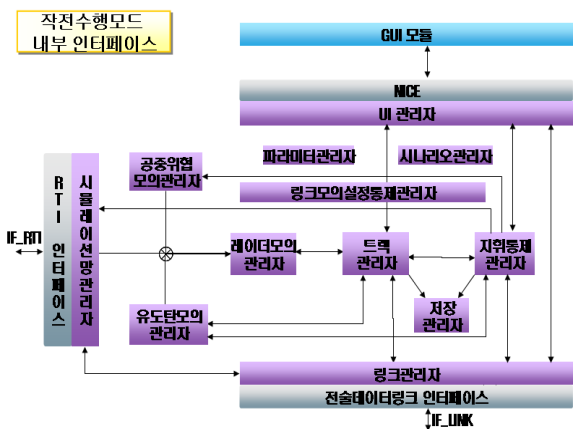 작전수행모드
내부 인터페이스
GUI 모듈
NICE
UI 관리자
공중위협
모의관리자
파라미터관리자
시나리오관리자
링크모의설정통제관리자
RTI 인터페이스
시뮬레이션망관리자
IF_RTI
레이더모의
관리자
트랙
관리자
지휘통제
관리자
유도탄모의
관리자
저장
관리자
링크관리자
전술데이터링크 인터페이스
IF_LINK